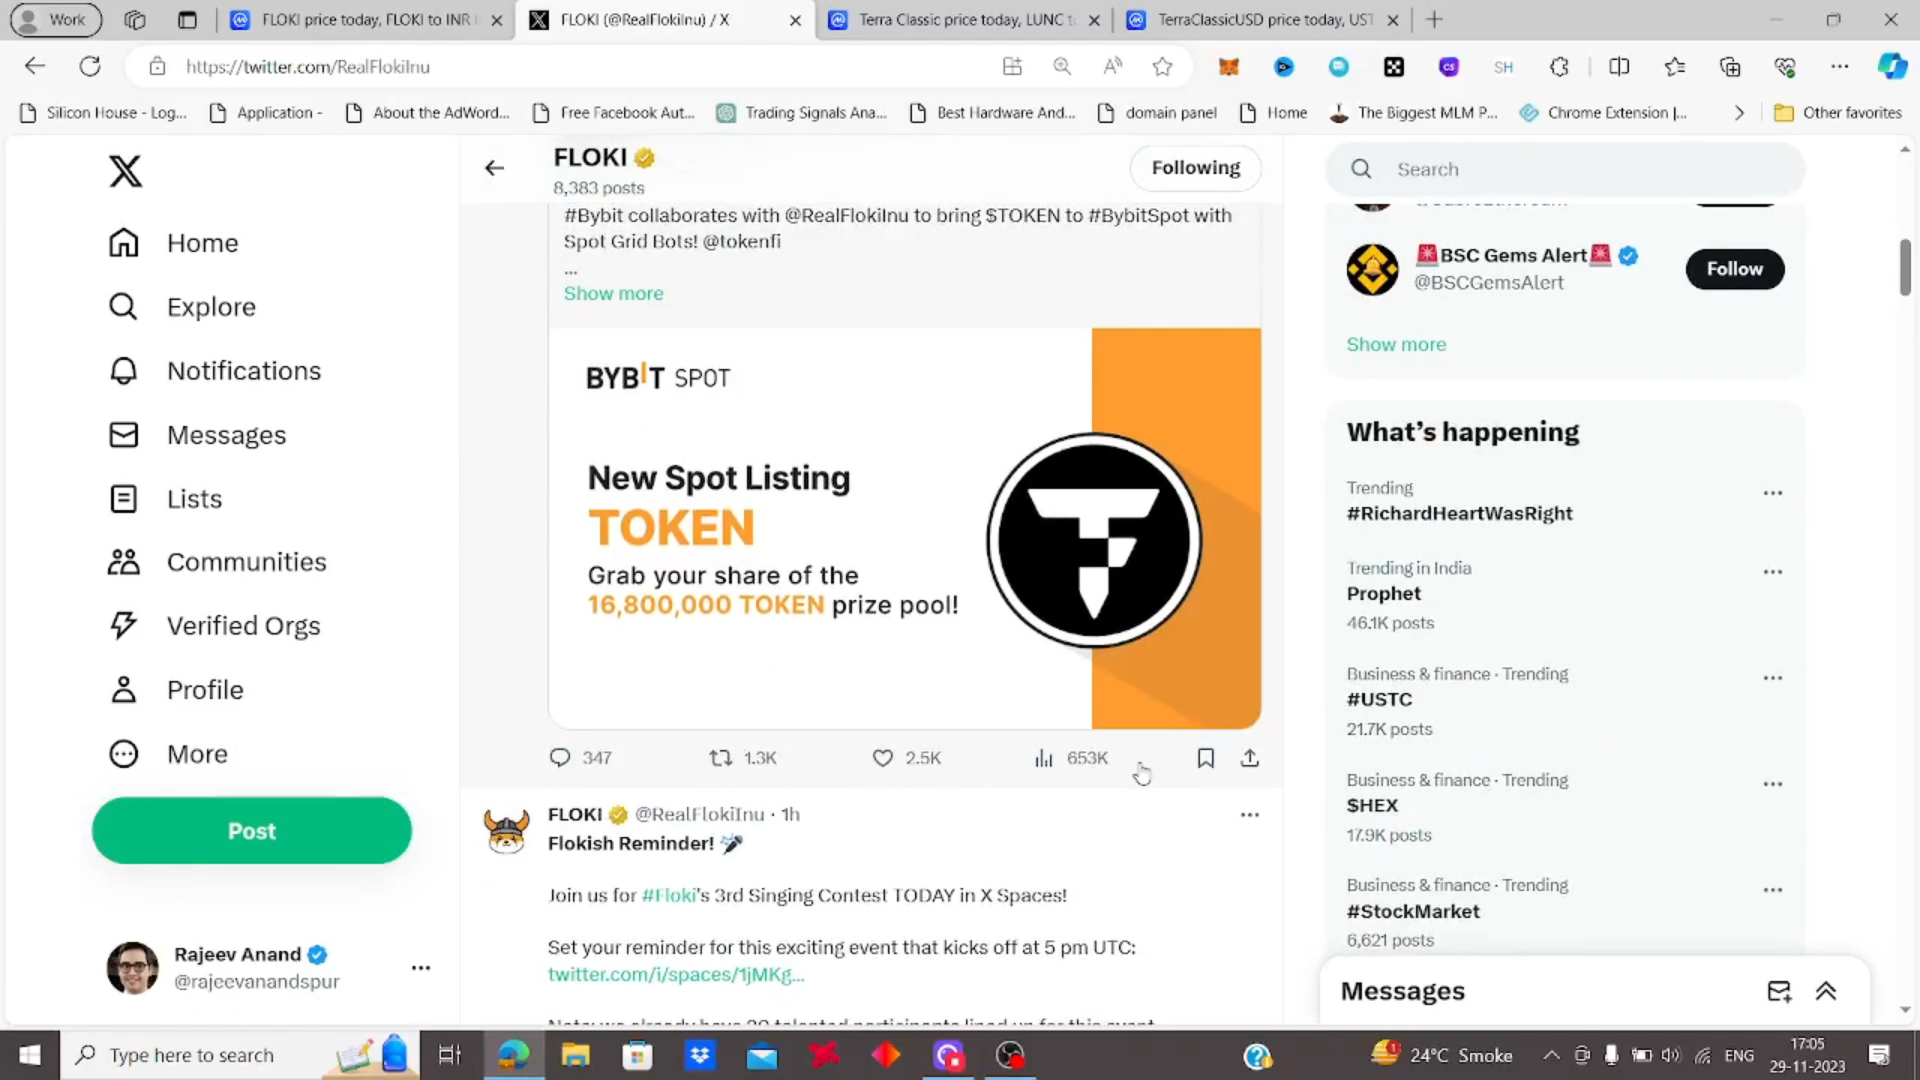 Work
FLOKI price today, FLOKI to INR
FLOKI (@RealFlokiInu) / X
Terra Classic price today, LUNC to
TerraClassicUSD price today, UST
https://twitter.com/RealFlokiInu
Silicon House - Log...
Application -
About the AdWord...
Free Facebook Aut...
Trading Signals Ana...
Best Hardware And...
domain panel
Home
The Biggest MLM P...
Chrome Extension |...
Other favorites
X
Home
Explore
Notifications
Messages
Lists
Communities
Verified Orgs
Profile
More
Post
Rajeev Anand
@rajeevanandspur
FLOKI
8,383 posts
Following
#Bybit collaborates with @RealFlokiInu to bring $TOKEN to #BybitSpot with
Spot Grid Bots! @tokenfi
...
Show more
BYBIT SPOT
New Spot Listing
TOKEN
Grab your share of the
16,800,000 TOKEN prize pool!
347
1.3K
2.5K
653K
FLOKI @RealFlokiInu · 1h
Flokish Reminder!
Join us for #Floki's 3rd Singing Contest TODAY in X Spaces!
Set your reminder for this exciting event that kicks off at 5 pm UTC:
twitter.com/i/spaces/1jMKg...
Search
BSC Gems Alert
@BSCGemsAlert
Follow
Show more
What's happening
Trending
#RichardHeartWasRight
Trending in India
Prophet
46.1K posts
Business & finance · Trending
#USTC
21.7K posts
Business & finance · Trending
$HEX
17.9K posts
Business & finance · Trending
#StockMarket
6,621 posts
Messages
Type here to search
24°C Smoke
ENG
17:05
29-11-2023